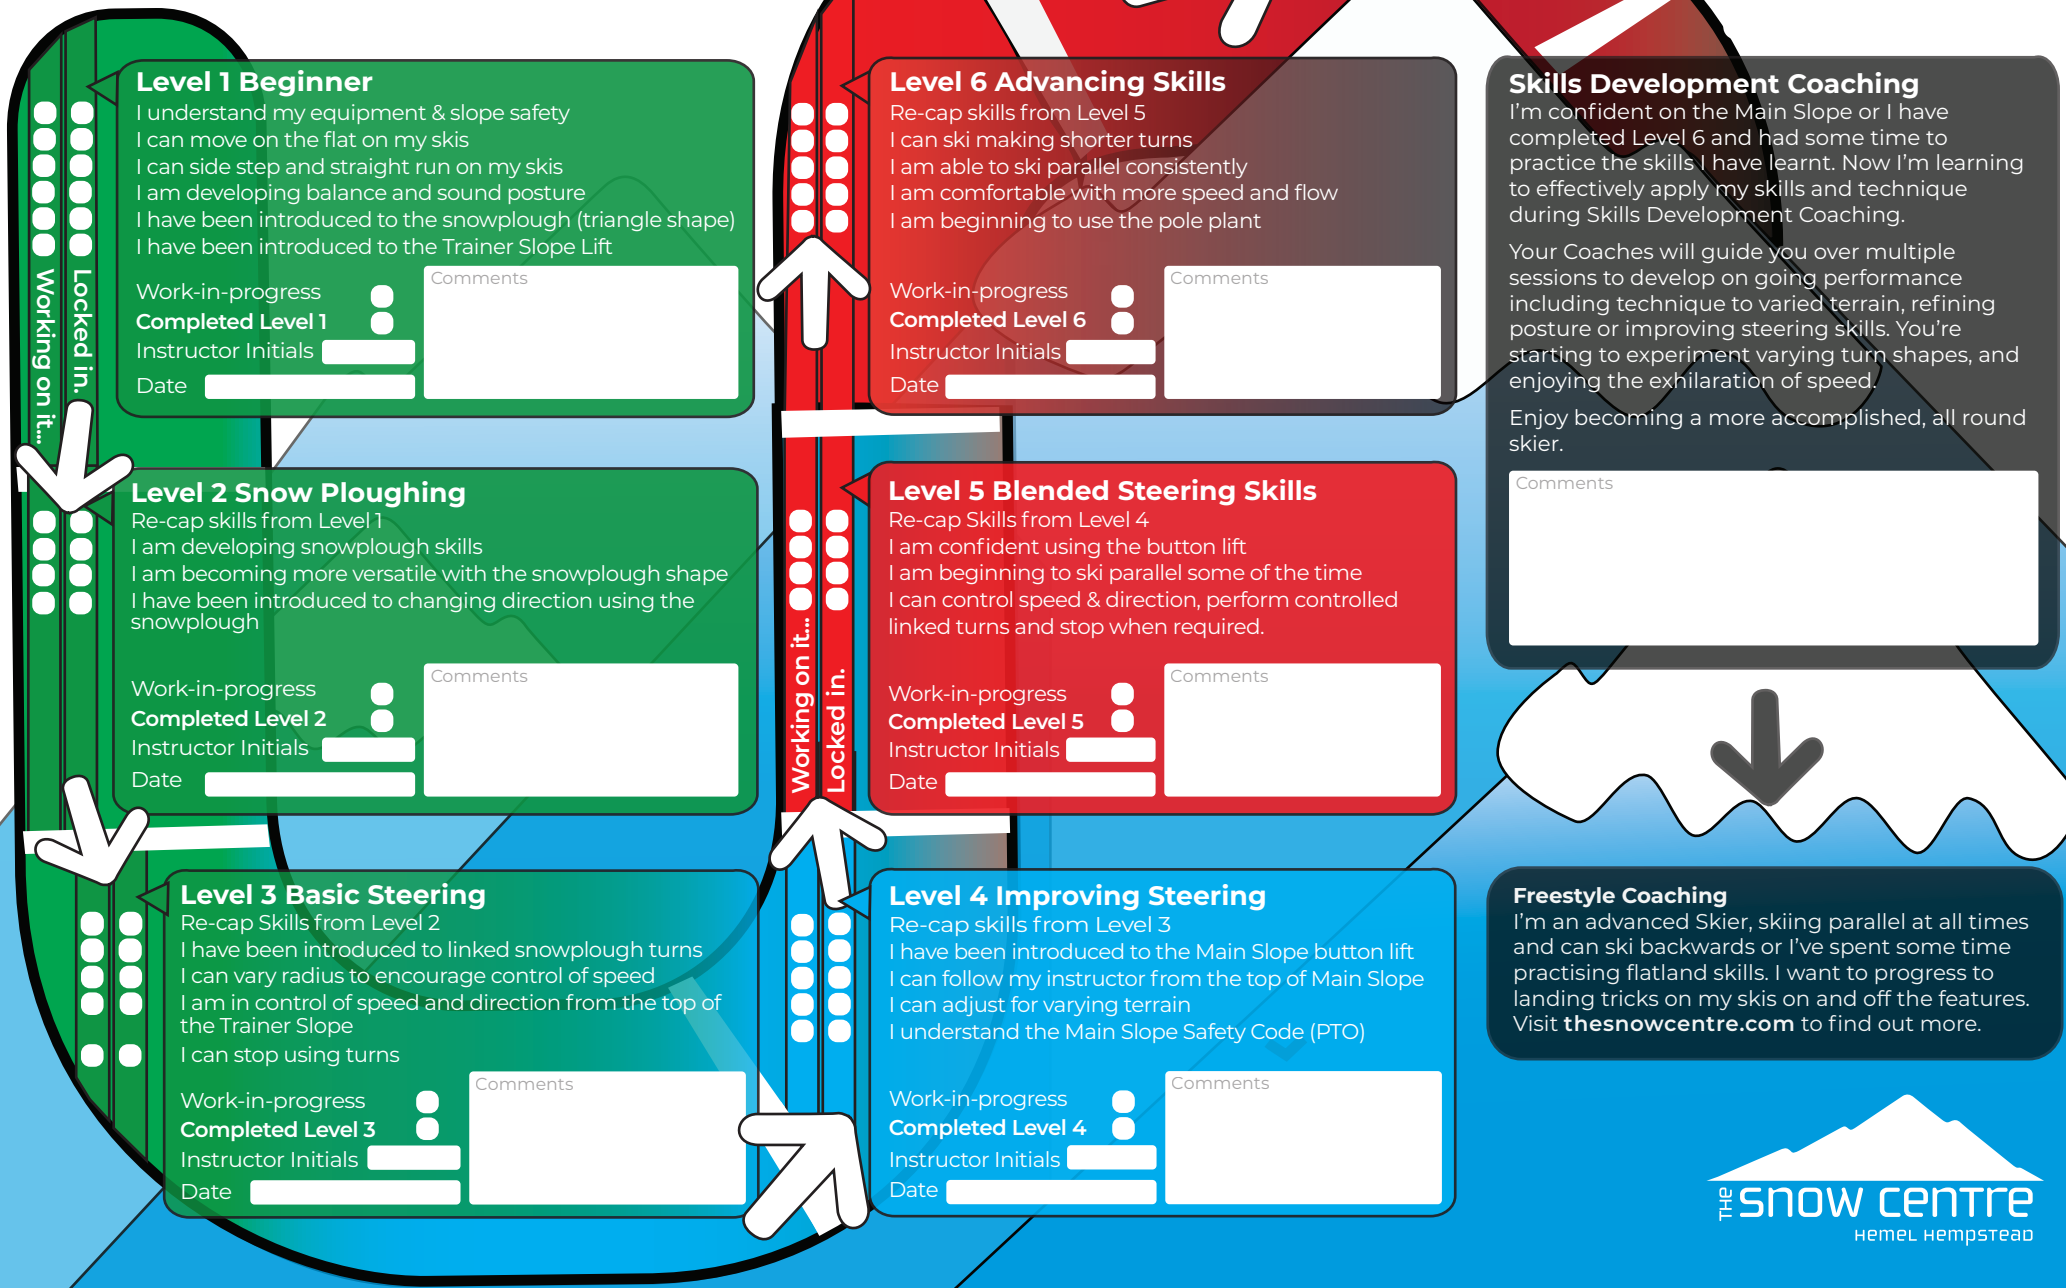 Level 1 Beginner
I understand my equipment & slope safety
I can move on the flat on my skis
I can side step and straight run on my skis
I am developing balance and sound posture
I have been introduced to the snowplough (triangle shape)
I have been introduced to the Trainer Slope Lift
Working on it...
Locked in.
Work-in-progress
Completed Level 1
Instructor Initials
Date
Comments
Level 2 Snow Ploughing
Re-cap skills from Level 1
I am developing snowplough skills
I am becoming more versatile with the snowplough shape
I have been introduced to changing direction using the
snowplough
Work-in-progress
Completed Level 2
Instructor Initials
Date
Comments
Level 3 Basic Steering
Re-cap Skills from Level 2
I have been introduced to linked snowplough turns
I can vary radius to encourage control of speed
I am in control of speed and direction from the top of
the Trainer Slope
I can stop using turns
Work-in-progress
Completed Level 3
Instructor Initials
Date
Comments
Level 4 Improving Steering
Re-cap skills from Level 3
I have been introduced to the Main Slope button lift
I can follow my instructor from the top of Main Slope
I can adjust for varying terrain
I understand the Main Slope Safety Code (PTO)
Work-in-progress
Completed Level 4
Instructor Initials
Date
Comments
Level 5 Blended Steering Skills
Re-cap Skills from Level 4
I am confident using the button lift
I am beginning to ski parallel some of the time
I can control speed & direction, perform controlled
linked turns and stop when required.
Working on it...
Locked in.
Work-in-progress
Completed Level 5
Instructor Initials
Date
Comments
Level 6 Advancing Skills
Re-cap skills from Level 5
I can ski making shorter turns
I am able to ski parallel consistently
I am comfortable with more speed and flow
I am beginning to use the pole plant
Work-in-progress
Completed Level 6
Instructor Initials
Date
Comments
Skills Development Coaching
I'm confident on the Main Slope or I have
completed Level 6 and had some time to
practice the skills I have learnt. Now I'm learning
to effectively apply my skills and technique
during Skills Development Coaching.
Your Coaches will guide you over multiple
sessions to develop on going performance
including technique to varied terrain, refining
posture or improving steering skills. You're
starting to experiment varying turn shapes, and
enjoying the exhilaration of speed.
Enjoy becoming a more accomplished, all round
skier.
Comments
Freestyle Coaching
I'm an advanced Skier, skiing parallel at all times
and can ski backwards or I've spent some time
practising flatland skills. I want to progress to
landing tricks on my skis on and off the features.
Visit thesnowcentre.com to find out more.
THE SNOW CENTRE
HEMEL HEMPSTEAD